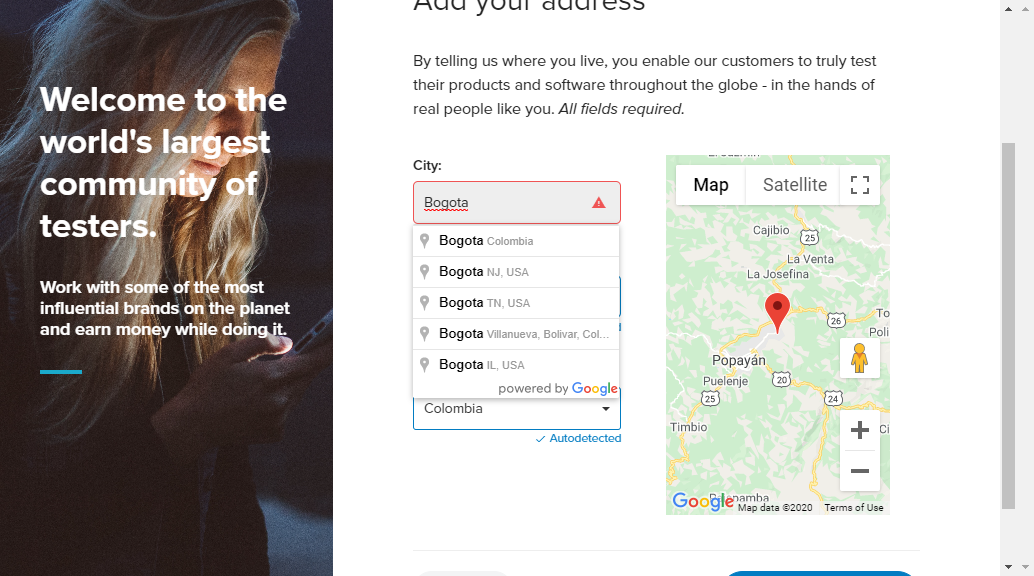 Add your address
Welcome to the
world's largest
community of
testers.
Work with some of the most
influential brands on the planet
and earn money while doing it.
By telling us where you live, you enable our customers to truly test
their products and software throughout the globe - in the hands of
real people like you. All fields required.
City:
Bogota
Bogota Colombia
Bogota NJ, USA
Bogota TN, USA
Bogota Villanueva, Bolivar, Col...
Bogota IL, USA
powered by Google
Colombia
Autodetected
Map Satellite
Cajibio
25
La Venta
La Josefina
26
To
Poli
Popayán
20
Puelenje
25
24
Timbio
Ci
Google
Map data ©2020 Terms of Use